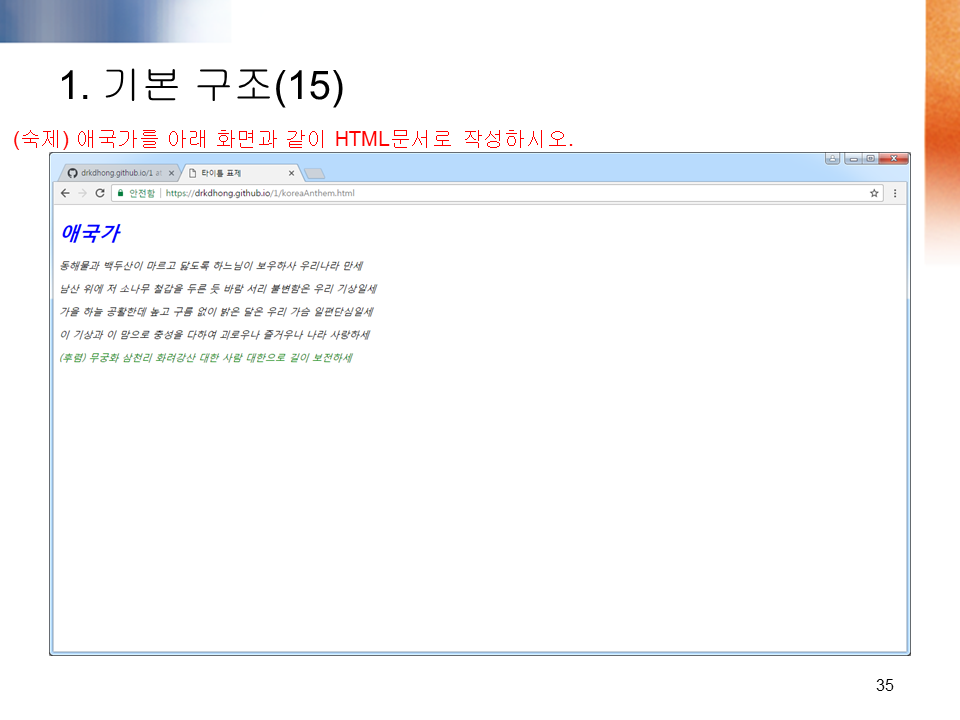 1. 기본 구조(15)
(숙제) 애국가를 아래 화면과 같이 HTML문서로 작성하시오.
drkdhong.github.io/1 at
타이틀 표제
안전함 | https://drkdhong.github.io/1/koreaAnthem.html
애국가
동해물과 백두산이 마르고 닳도록 하느님이 보우하사 우리나라 만세
남산 위에 저 소나무 철갑을 두른 듯 바람 서리 불변함은 우리 기상일세
가을 하늘 공활한데 높고 구름 없이 밝은 달은 우리 가슴 일편단심일세
이 기상과 이 맘으로 충성을 다하여 괴로우나 즐거우나 나라 사랑하세
(후렴) 무궁화 삼천리 화려강산 대한 사람 대한으로 길이 보전하세
35